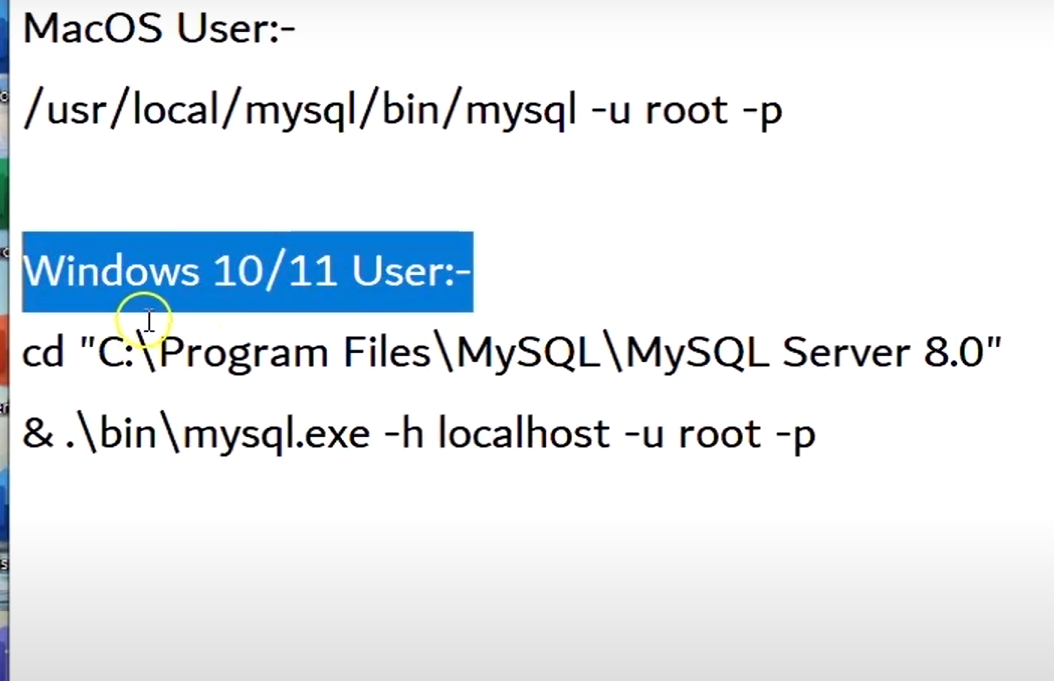 MacOS User:-
/usr/local/mysql/bin/mysql -u root -p
Windows 10/11 User:-
cd "C:\Program Files\MySQL\MySQL Server 8.0"
& .\bin\mysql.exe -h localhost -u root -p